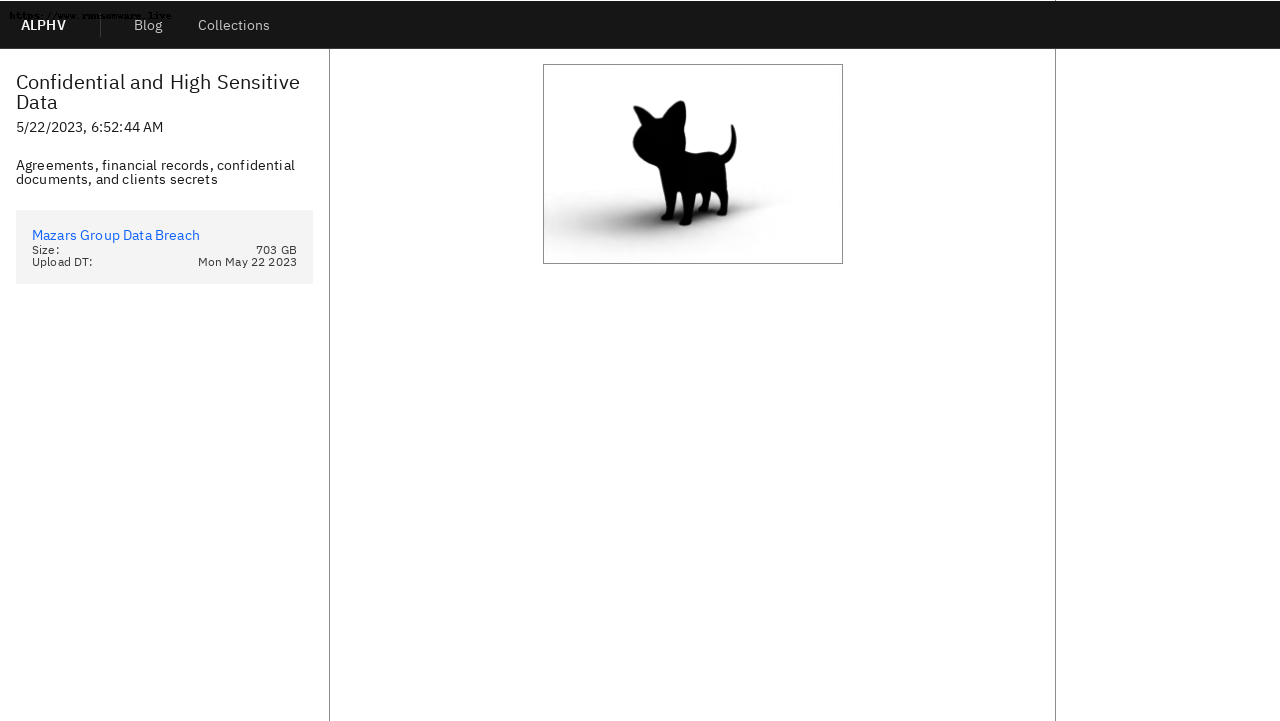 https://www.ransomware.live
ALPHV
Blog
Collections
Confidential and High Sensitive
Data
5/22/2023, 6:52:44 AM
Agreements, financial records, confidential
documents, and clients secrets
Mazars Group Data Breach
Size: 703 GB
Upload DT: Mon May 22 2023